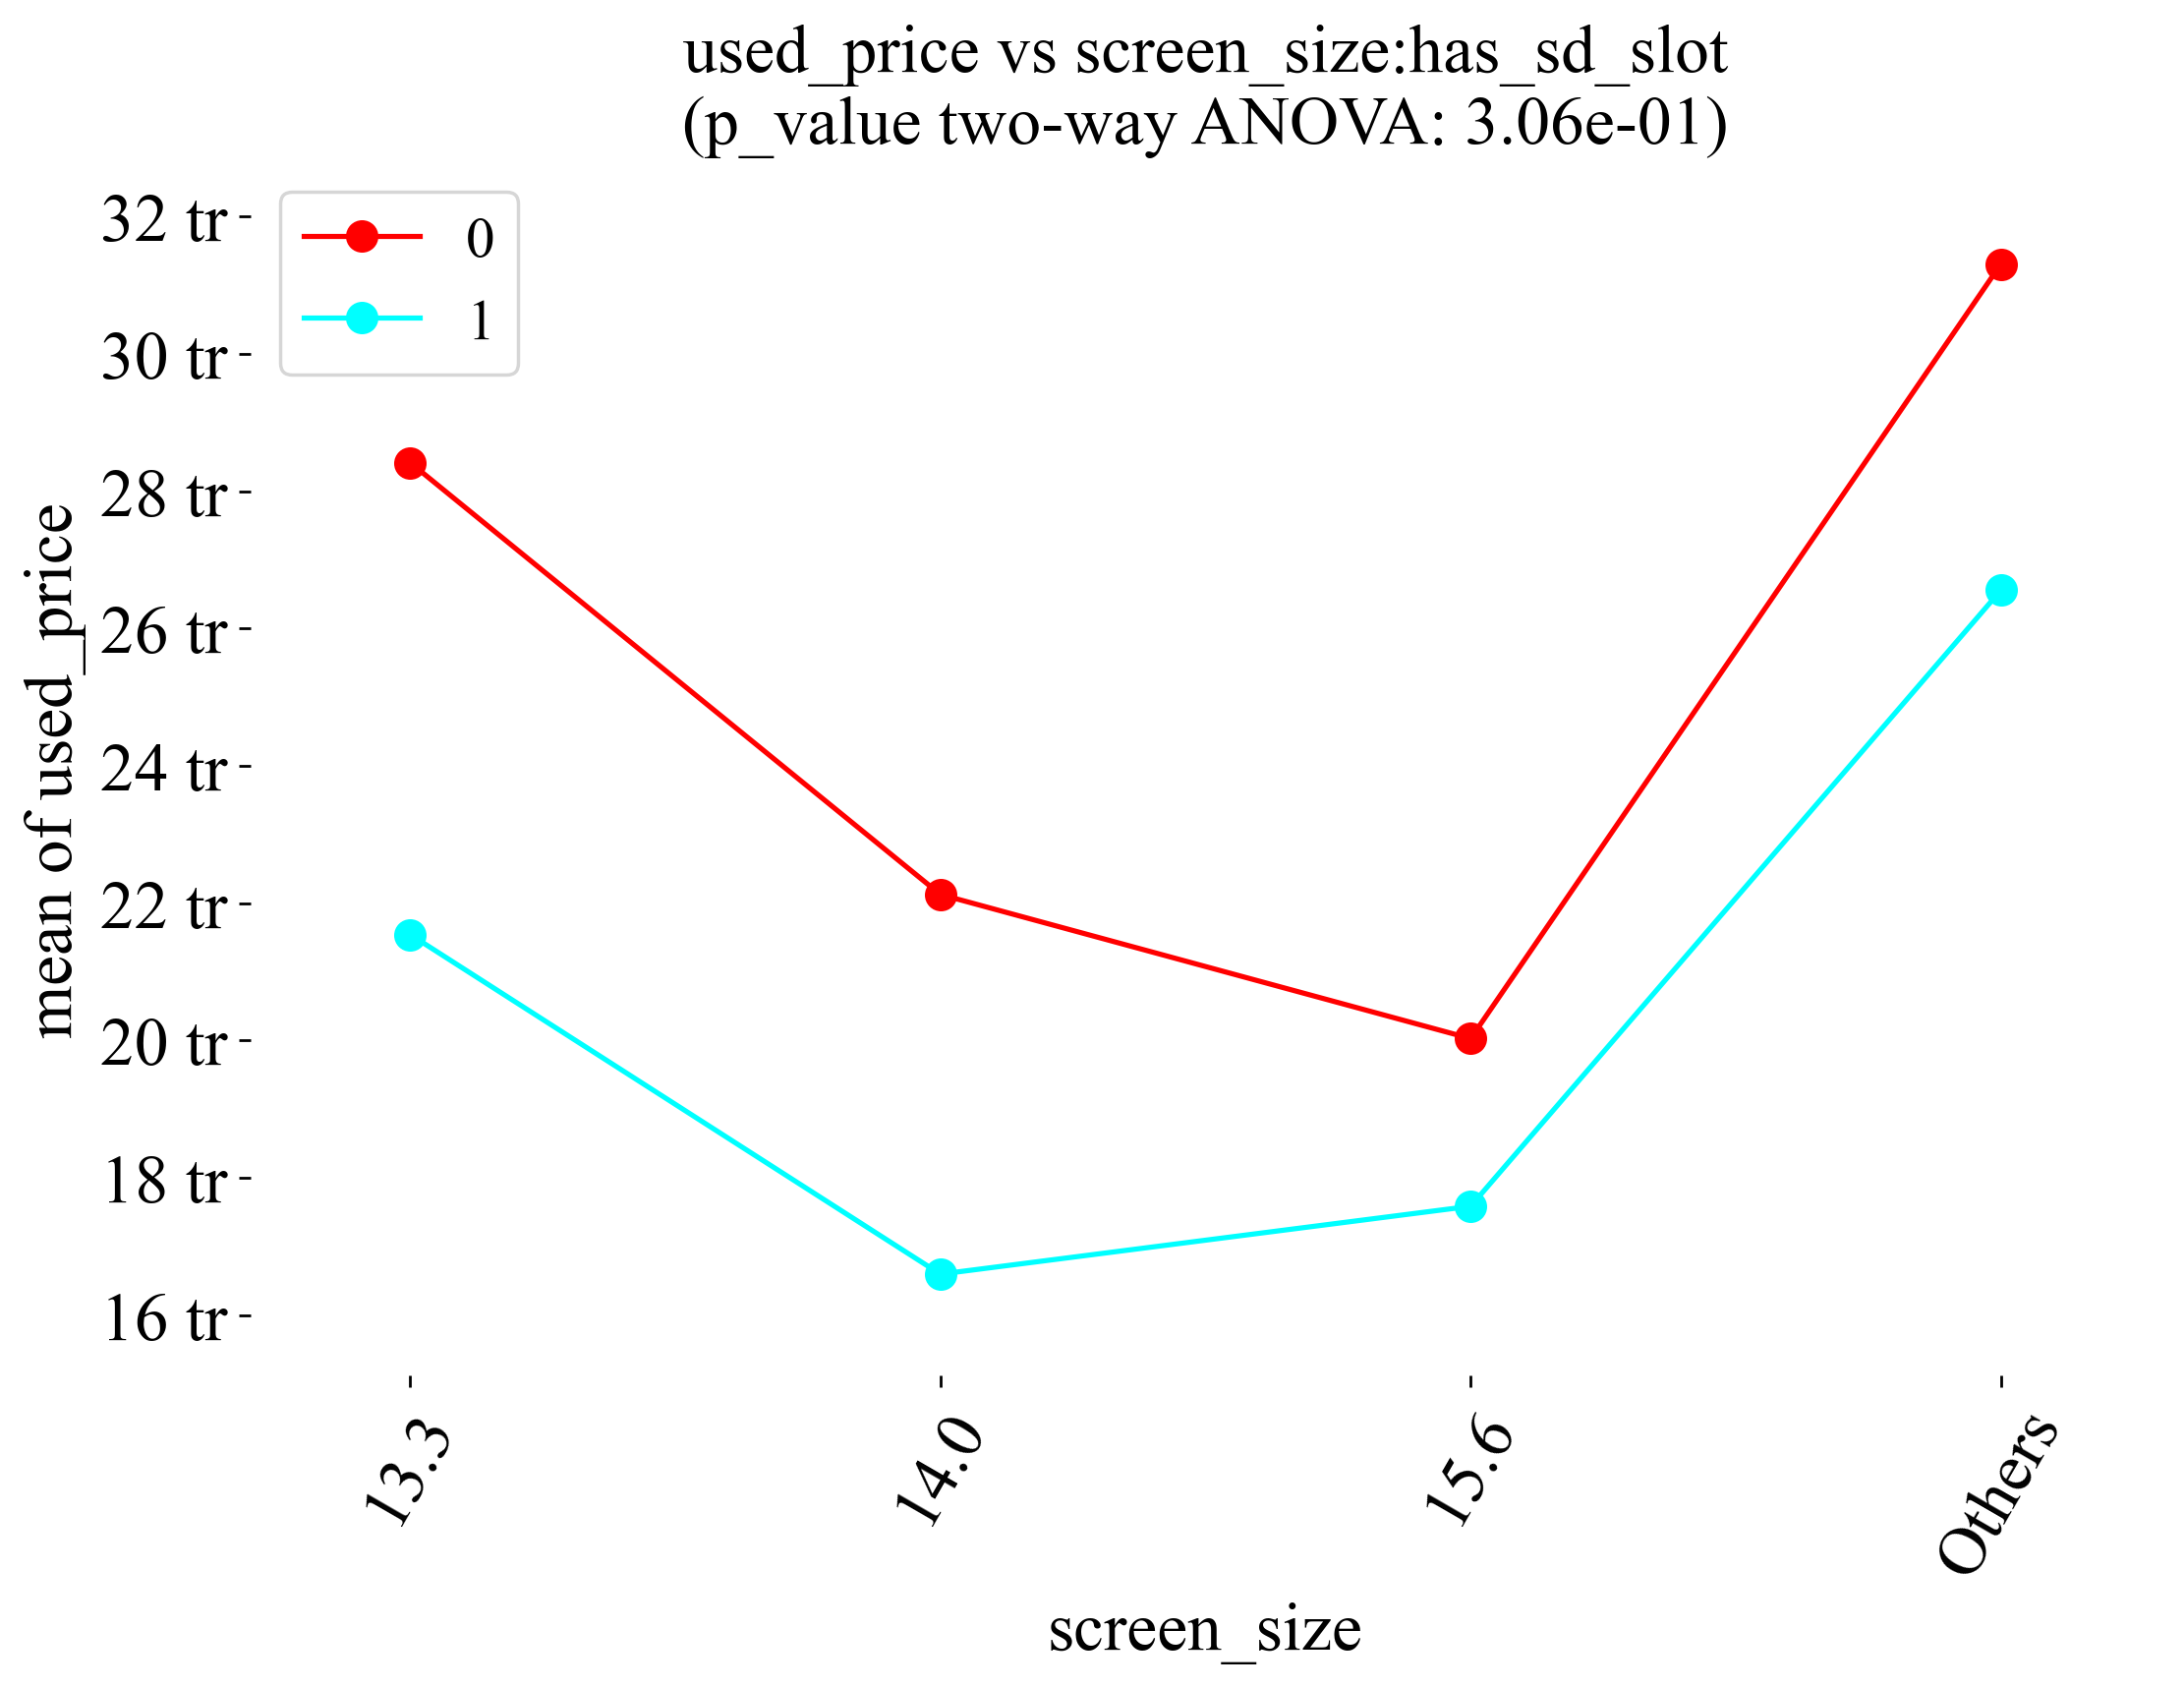 used_price vs screen_size:has_sd_slot
(p_value two-way ANOVA: 3.06e-01)
0
1
mean of used_price
32 tr
30 tr
28 tr
26 tr
24 tr
22 tr
20 tr
18 tr
16 tr
13.3
14.0
15.6
Others
screen_size